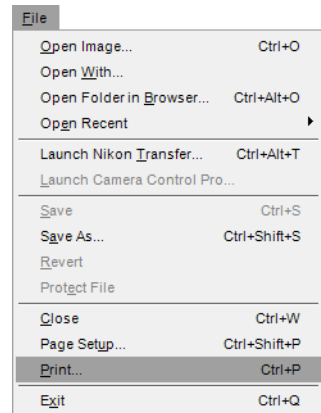 File
Open Image... Ctrl+O
Open With...
Open Folder in Browser... Ctrl+Alt+O
Open Recent
Launch Nikon Transfer... Ctrl+Alt+T
Launch Camera Control Pro...
Save Ctrl+S
Save As... Ctrl+Shift+S
Revert
Protect File
Close Ctrl+W
Page Setup... Ctrl+Shift+P
Print... Ctrl+P
Exit Ctrl+Q